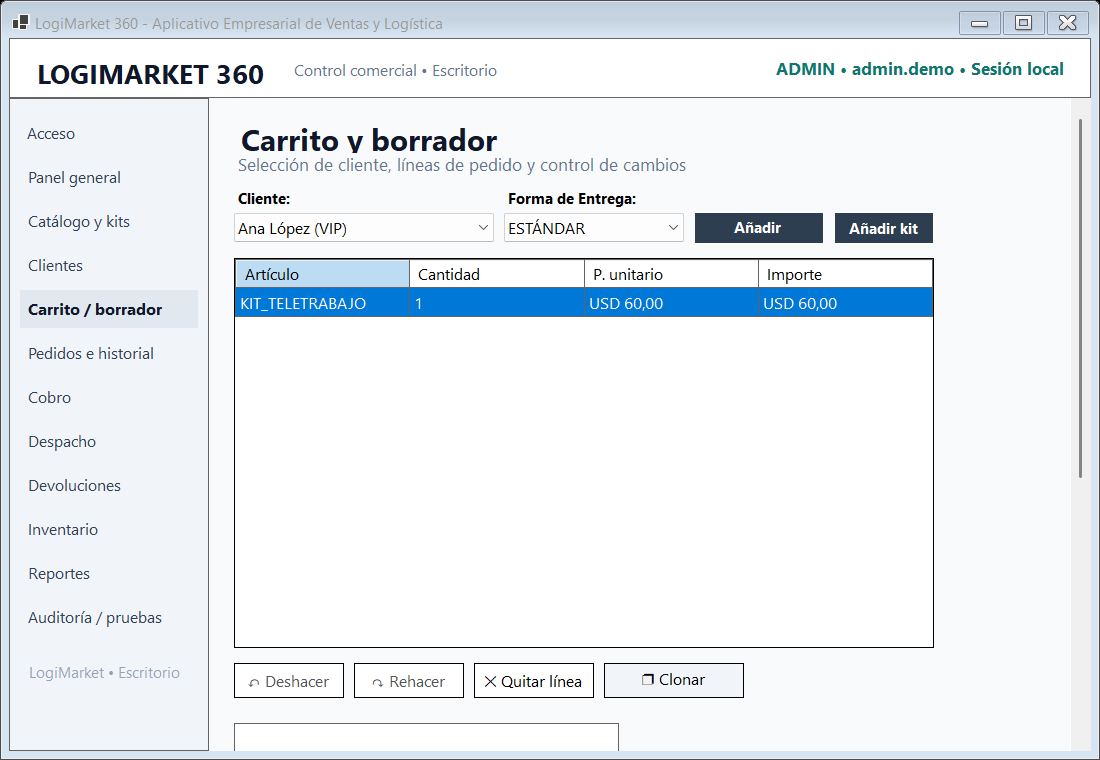 LogiMarket 360 - Aplicativo Empresarial de Ventas y Logística
LOGIMARKET 360
Control comercial • Escritorio
ADMIN • admin.demo • Sesión local
Acceso
Panel general
Catálogo y kits
Clientes
Carrito / borrador
Pedidos e historial
Cobro
Despacho
Devoluciones
Inventario
Reportes
Auditoría / pruebas
LogiMarket • Escritorio
Carrito y borrador
Selección de cliente, líneas de pedido y control de cambios
Cliente: Forma de Entrega:
Ana López (VIP) ESTÁNDAR Añadir Añadir kit
Artículo Cantidad P. unitario Importe
KIT_TELETRABAJO 1 USD 60,00 USD 60,00
Deshacer Rehacer Quitar línea Clonar